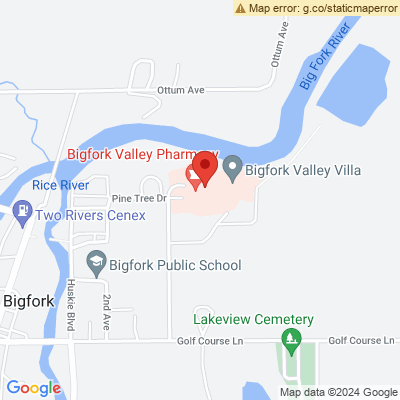 Map error: g.co/staticmaperror
Ottum Ave
Big Fork River
Ottum Ave
Bigfork Valley Pharmacy
Bigfork Valley Villa
Rice River
Pine Tree Dr
Two Rivers Cenex
Bigfork Public School
Huskie Blvd
2nd Ave
Bigfork
Lakeview Cemetery
Golf Course Ln
Golf Course Ln
Google
Map data ©2024 Google